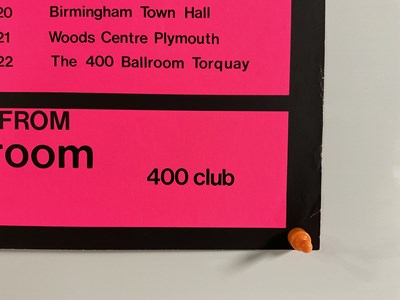 20 Birmingham Town Hall
21 Woods Centre Plymouth
22 The 400 Ballroom Torquay
FROM
room
400 club